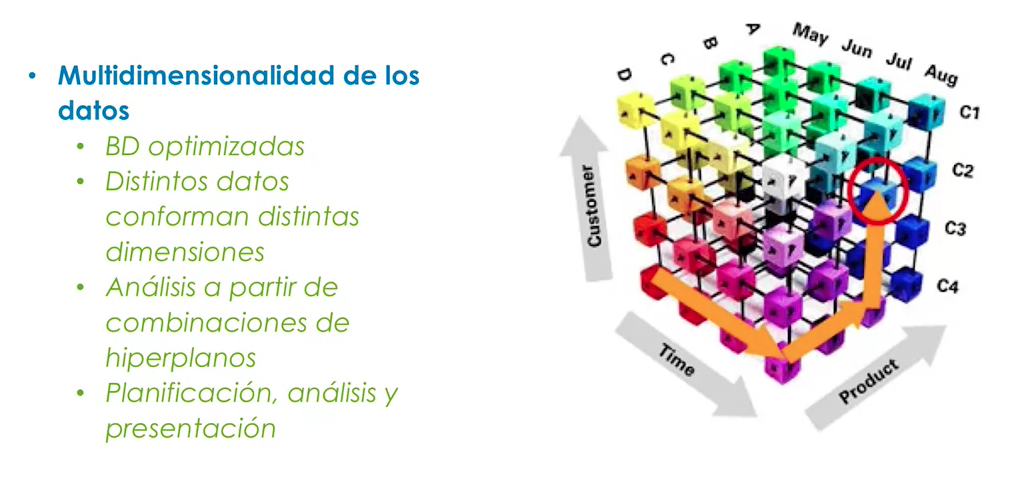 • Multidimensionalidad de los
datos
• BD optimizadas
• Distintos datos
conforman distintas
dimensiones
• Análisis a partir de
combinaciones de
hiperplanos
• Planificación, análisis y
presentación
D C B A May Jun Jul Aug
C1
C2
C3
C4
Customer
Time
Product